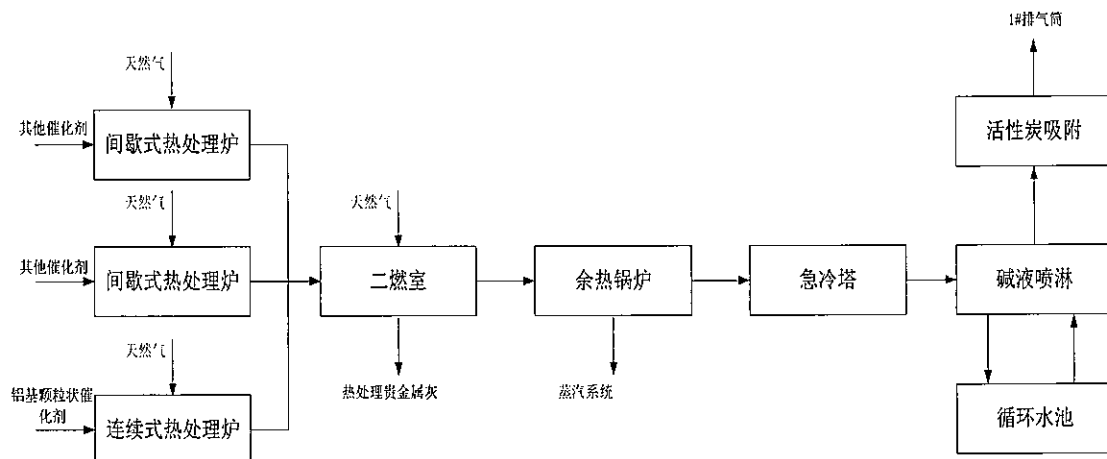 1#排气筒
天然气
其他催化剂
间歇式热处理炉
活性炭吸附
天然气
天然气
其他催化剂
间歇式热处理炉
二燃室
余热锅炉
急冷塔
碱液喷淋
天然气
热处理贵金属灰
蒸汽系统
铝基颗粒状催
化剂
连续式热处理炉
循环水池